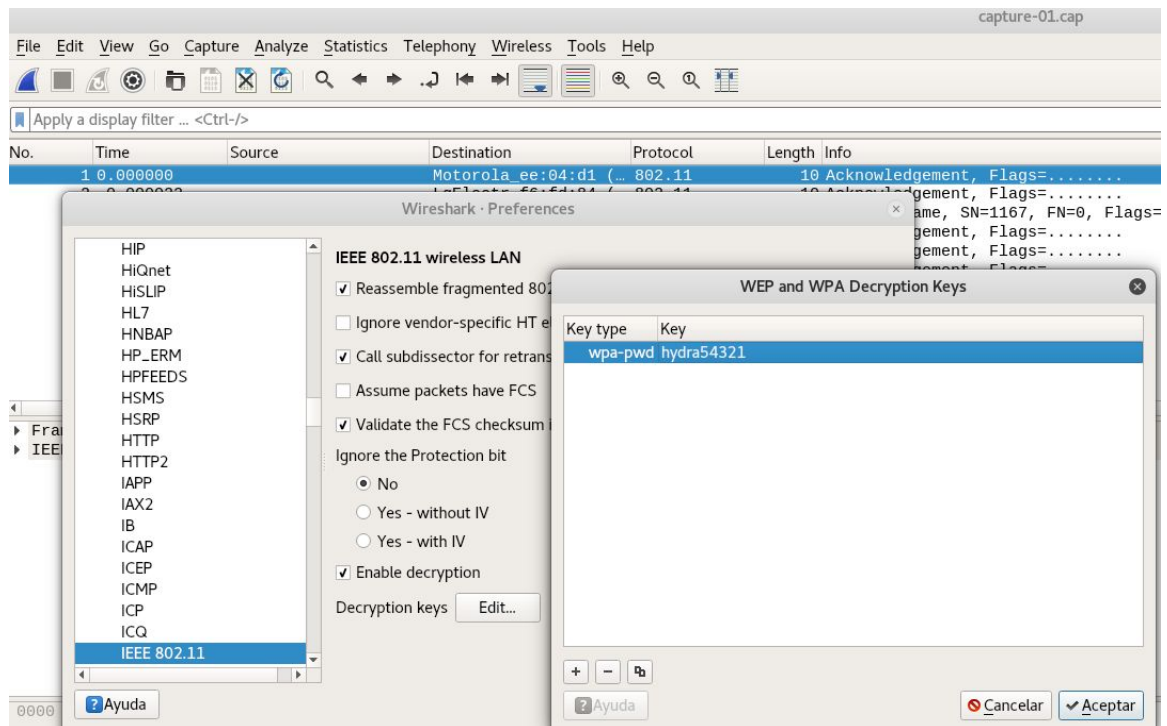 capture-01.cap
File Edit View Go Capture Analyze Statistics Telephony Wireless Tools Help
Apply a display filter ... <Ctrl-/>
No. Time Source Destination Protocol Length Info
1 0.000000 Motorola_ee:04:d1 (… 802.11 10 Acknowledgement, Flags=........
Flags=........
Wireshark · Preferences
ame, SN=1167, FN=0, Flags=
gement, Flags=........
gement, Flags=........
HIP
HiQnet
HiSLIP
HL7
HNBAP
HP_ERM
HPFEEDS
HSMS
HSRP
HTTP
HTTP2
IAPP
IAX2
IB
ICAP
ICEP
ICMP
ICP
ICQ
IEEE 802.11
Ayuda
IEEE 802.11 wireless LAN
Reassemble fragmented 802
Ignore vendor-specific HT e
Call subdissector for retrans
Assume packets have FCS
Validate the FCS checksum i
Ignore the Protection bit
No
Yes - without IV
Yes - with IV
Enable decryption
Decryption keys Edit...
WEP and WPA Decryption Keys
Key type Key
wpa-pwd hydra54321
+ -
Ayuda Cancelar Aceptar
Fra
IEE
0000